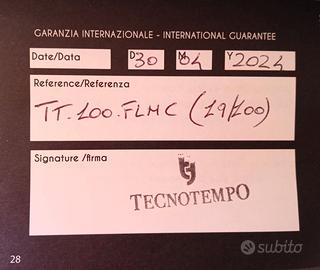 GARANZIA INTERNAZIONALE - INTERNATIONAL GUARANTEE
Date/Data D 30 M 04 Y 2024
Reference/Referenza
TT.100.FLMC (19/100)
Signature /firma
TECNOTEMPO
28
subito